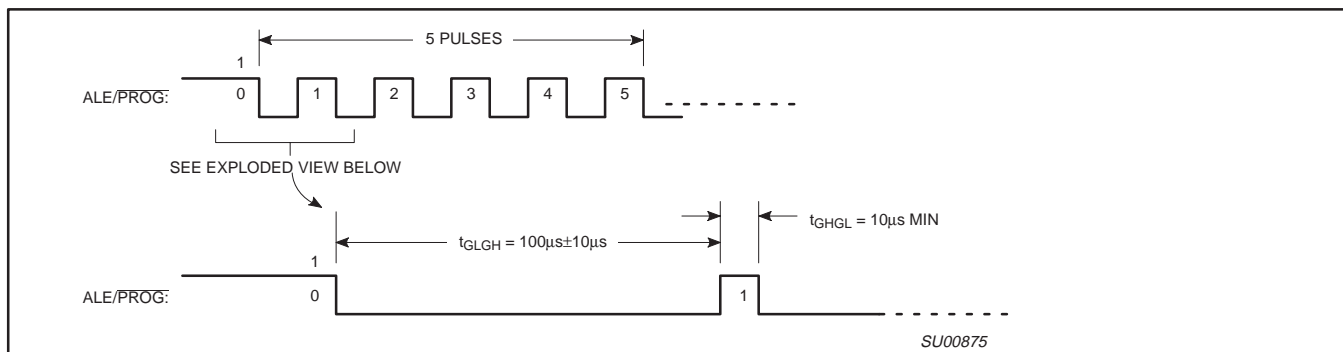 5 PULSES
1
ALE/PROG:
0
1
2
3
4
5
SEE EXPLODED VIEW BELOW
tGHGL = 10µs MIN
tGLGH = 100µs±10µs
1
ALE/PROG:
0
1
SU00875